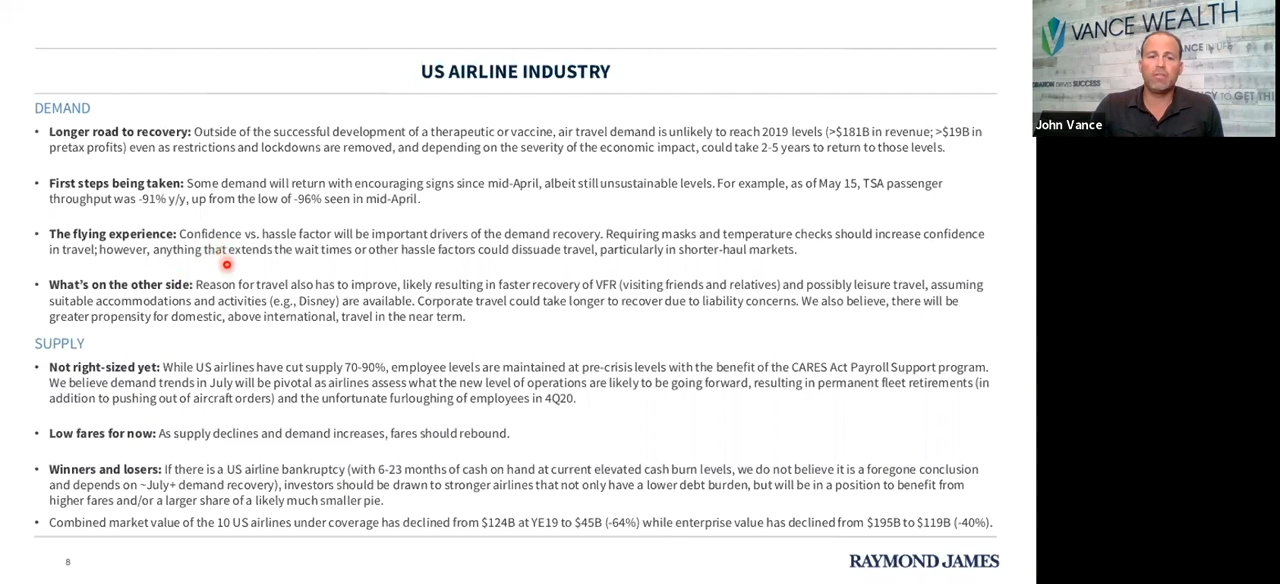 US AIRLINE INDUSTRY
DEMAND
• Longer road to recovery: Outside of the successful development of a therapeutic or vaccine, air travel demand is unlikely to reach 2019 levels (>$181B in revenue; >$19B in
pretax profits) even as restrictions and lockdowns are removed, and depending on the severity of the economic impact, could take 2-5 years to return to those levels.
• First steps being taken: Some demand will return with encouraging signs since mid-April, albeit still unsustainable levels. For example, as of May 15, TSA passenger
throughput was -91% y/y, up from the low of -96% seen in mid-April.
• The flying experience: Confidence vs. hassle factor will be important drivers of the demand recovery. Requiring masks and temperature checks should increase confidence
in travel; however, anything that extends the wait times or other hassle factors could dissuade travel, particularly in shorter-haul markets.
• What's on the other side: Reason for travel also has to improve, likely resulting in faster recovery of VFR (visiting friends and relatives) and possibly leisure travel, assuming
suitable accommodations and activities (e.g., Disney) are available. Corporate travel could take longer to recover due to liability concerns. We also believe, there will be
greater propensity for domestic, above international, travel in the near term.
SUPPLY
• Not right-sized yet: While US airlines have cut supply 70-90%, employee levels are maintained at pre-crisis levels with the benefit of the CARES Act Payroll Support program.
We believe demand trends in July will be pivotal as airlines assess what the new level of operations are likely to be going forward, resulting in permanent fleet retirements (in
addition to pushing out of aircraft orders) and the unfortunate furloughing of employees in 4Q20.
• Low fares for now: As supply declines and demand increases, fares should rebound.
• Winners and losers: If there is a US airline bankruptcy (with 6-23 months of cash on hand at current elevated cash burn levels, we do not believe it is a foregone conclusion
and depends on ~July+ demand recovery), investors should be drawn to stronger airlines that not only have a lower debt burden, but will be in a position to benefit from
higher fares and/or a larger share of a likely much smaller pie.
• Combined market value of the 10 US airlines under coverage has declined from $124B at YE19 to $45B (-64%) while enterprise value has declined from $195B to $119B (-40%).
8
RAYMOND JAMES
VANCE WEALTH
IN LIFE
SUCCESS
TO GET
John Vance